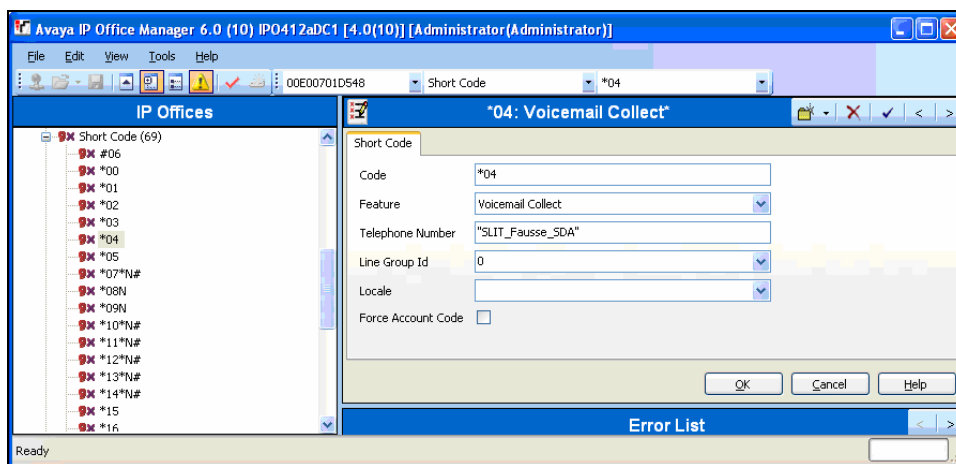 Avaya IP Office Manager 6.0 (10) IPO412aDC1 [4.0(10)] [Administrator(Administrator)]
File Edit View Tools Help
00E00701D548 Short Code *04
IP Offices
Short Code (69)
#06
*00
*01
*02
*03
*04
*05
*07*N#
*08N
*09N
*10*N#
*11*N#
*12*N#
*13*N#
*14*N#
*15
*16
*04: Voicemail Collect*
Short Code
Code *04
Feature Voicemail Collect
Telephone Number "SLIT_Fausse_SDA"
Line Group Id 0
Locale
Force Account Code
OK Cancel Help
Error List
Ready